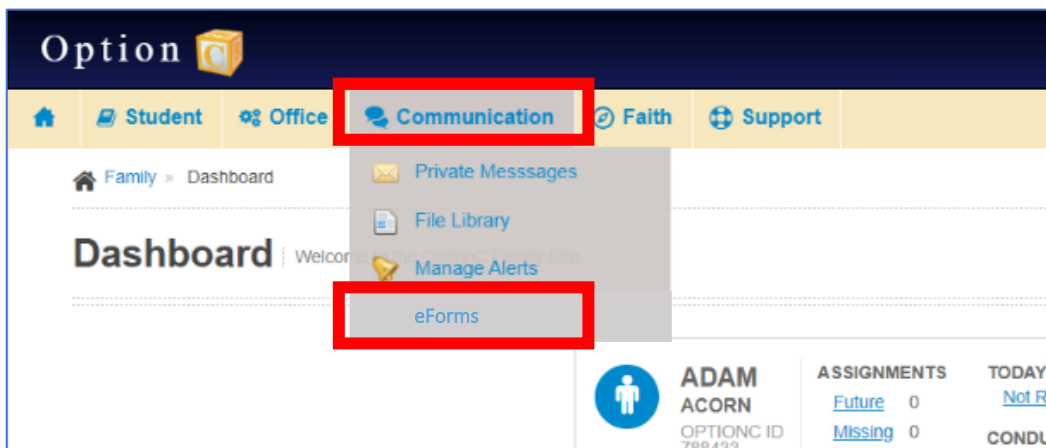 Option C
Student Office Communication Faith Support
Family » Dashboard
Private Messsages
File Library
Dashboard
Manage Alerts
eForms
ADAM
ACORN
OPTIONC ID
788433
ASSIGNMENTS
Future 0
Missing 0
TODAY
Not R
CONDU